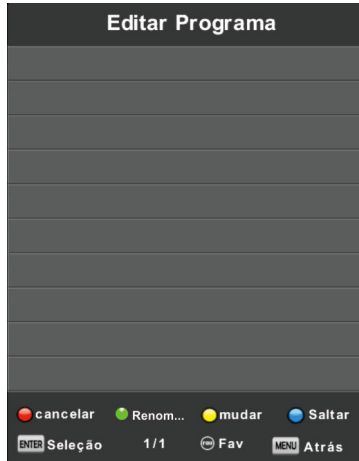 Editar Programa
cancelar Renom... mudar Saltar
ENTER Seleção 1/1 FAV Fav MENU Atrás